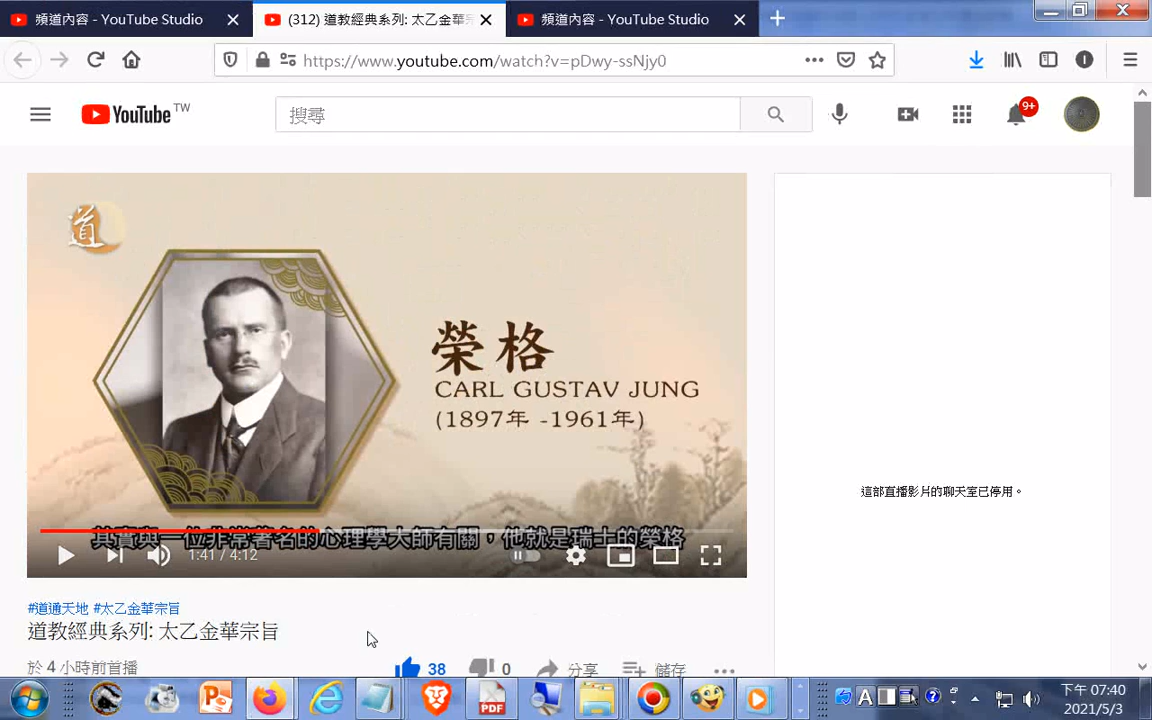 頻道內容 - YouTube Studio
(312) 道教經典系列: 太乙金華宗
頻道內容 - YouTube Studio
https://www.youtube.com/watch?v=pDwy-ssNjy0
YouTube TW
搜尋
9+
道
榮格
CARL GUSTAV JUNG
(1897年 -1961年)
其實與一位非常著名的心理學大師有關，他就是瑞士的榮格
1:41 / 4:12
這部直播影片的聊天室已停用。
#道通天地 #太乙金華宗旨
道教經典系列: 太乙金華宗旨
於 4 小時前首播
38
0
分享
儲存
PDF
下午 07:40
2021/5/3